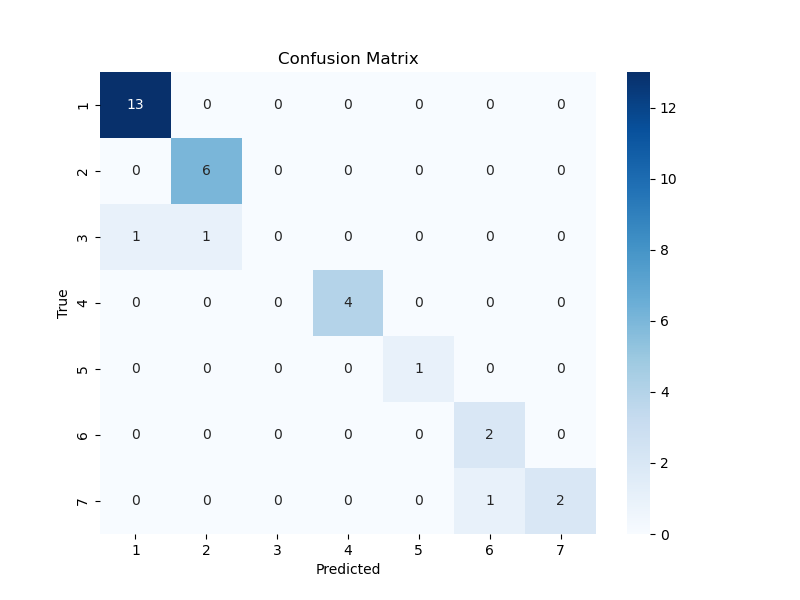 Confusion Matrix
1 13 0 0 0 0 0 0
2 0 6 0 0 0 0 0
3 1 1 0 0 0 0 0
4 0 0 0 4 0 0 0
5 0 0 0 0 1 0 0
6 0 0 0 0 0 2 0
7 0 0 0 0 0 1 2
1 2 3 4 5 6 7
Predicted
True
12
10
8
6
4
2
0